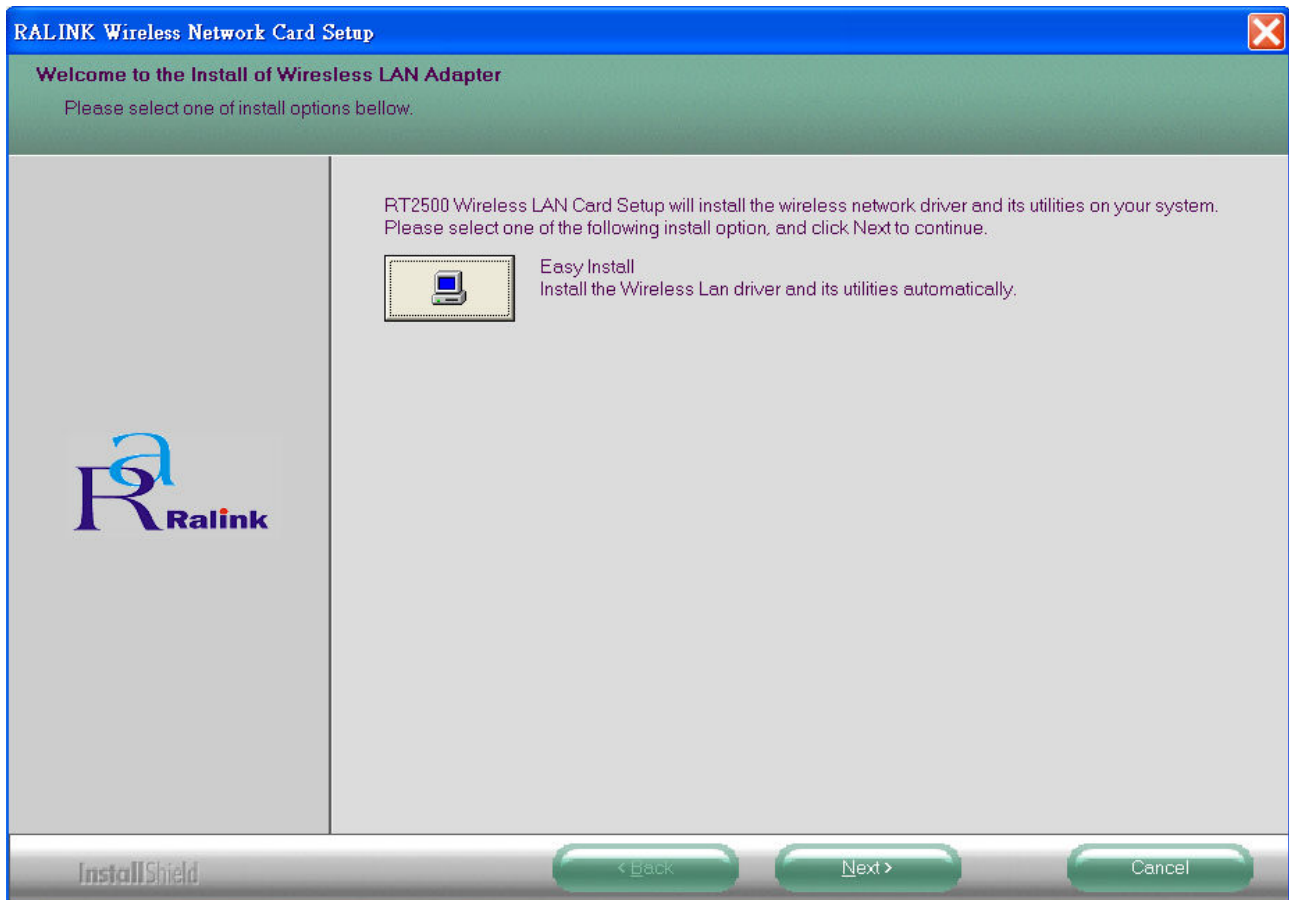 RALINK Wireless Network Card Setup
Welcome to the Install of Wiresless LAN Adapter
Please select one of install options bellow.
RT2500 Wireless LAN Card Setup will install the wireless network driver and its utilities on your system.
Please select one of the following install option, and click Next to continue.
Easy Install
Install the Wireless Lan driver and its utilities automatically.
Ra
Ralink
InstallShield
< Back
Next >
Cancel